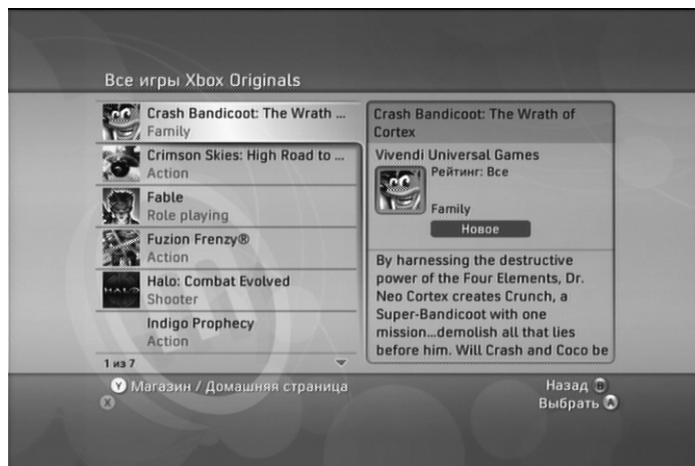 Все игры Xbox Originals
Crash Bandicoot: The Wrath ...
Family
Crimson Skies: High Road to ...
Action
Fable
Role playing
Fuzion Frenzy®
Action
HALO
Halo: Combat Evolved
Shooter
Indigo Prophecy
Action
1 из 7
Crash Bandicoot: The Wrath of
Cortex
Vivendi Universal Games
Рейтинг: Все
Family
Новое
By harnessing the destructive
power of the Four Elements, Dr.
Neo Cortex creates Crunch, a
Super-Bandicoot with one
mission...demolish all that lies
before him. Will Crash and Coco be
Y Магазин / Домашняя страница
X
Назад B
Выбрать A